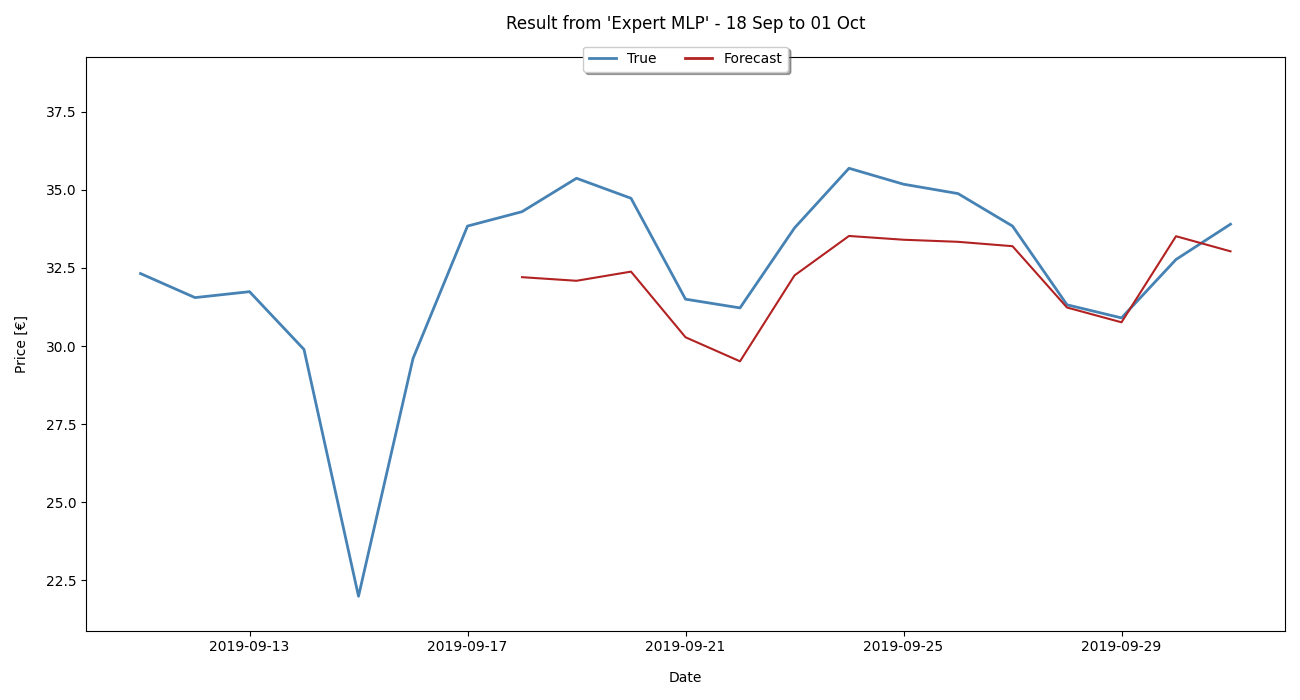 Result from 'Expert MLP' - 18 Sep to 01 Oct
True Forecast
37.5
35.0
32.5
30.0
27.5
25.0
22.5
Price [€]
2019-09-13 2019-09-17 2019-09-21 2019-09-25 2019-09-29
Date